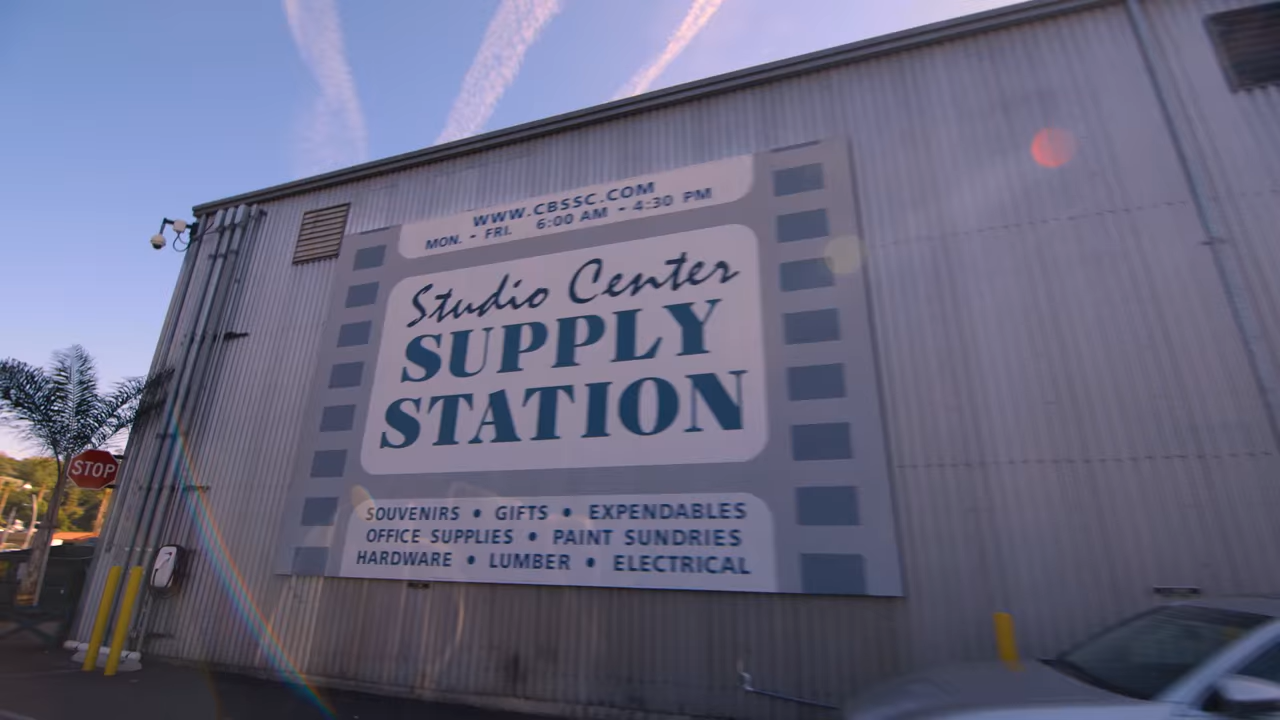 WWW.CBSSC.COM
MON. - FRI. 6:00 AM - 4:30 PM
Studio Center
SUPPLY
STATION
STOP
SOUVENIRS • GIFTS • EXPENDABLES
OFFICE SUPPLIES • PAINT SUNDRIES
HARDWARE • LUMBER • ELECTRICAL